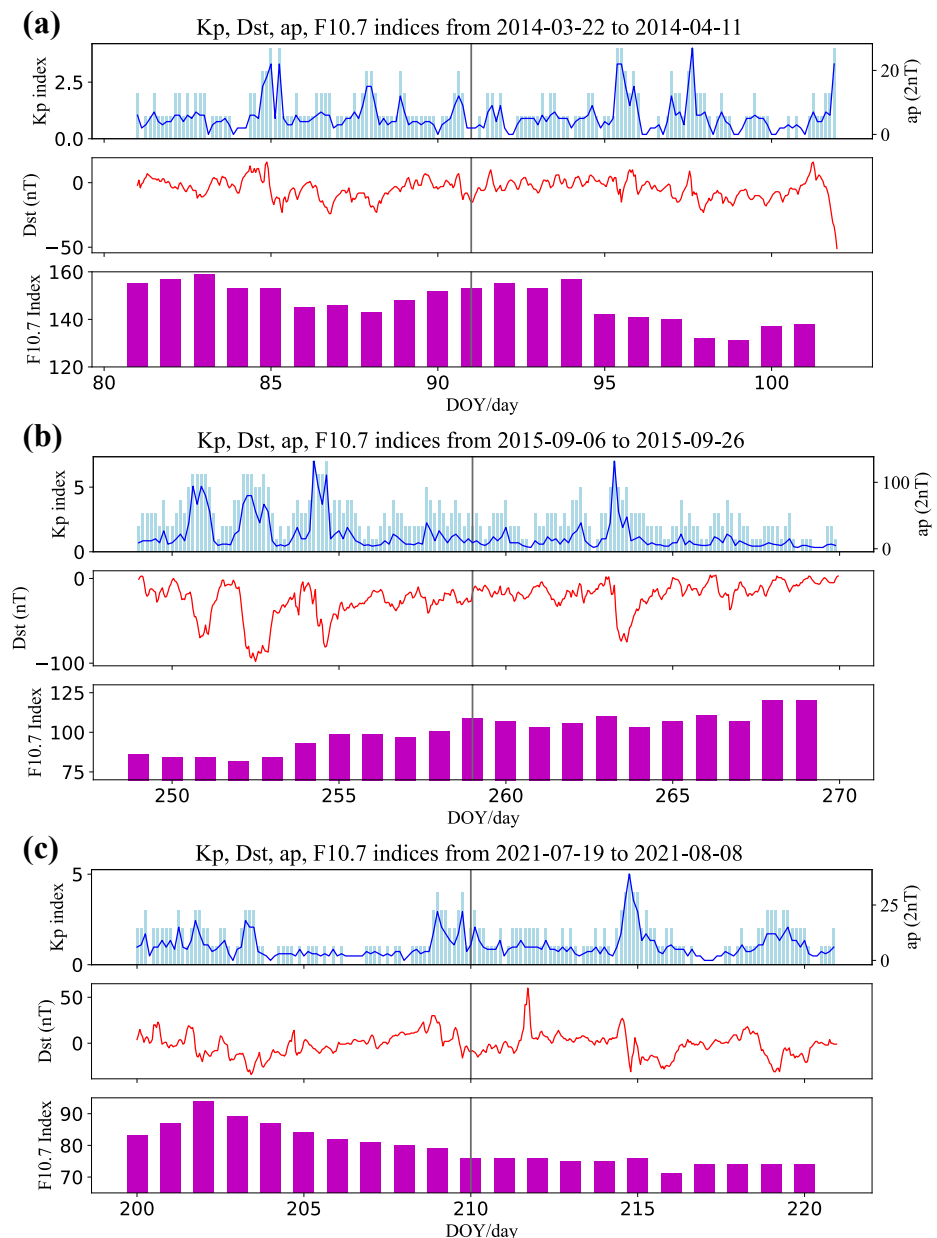 (a)
Kp, Dst, ap, F10.7 indices from 2014-03-22 to 2014-04-11
Kp index
2.5
0.0
20
0
ap (2nT)
Dst (nT)
0
−50
F10.7 Index
160
140
120
80 85 90 95 100
DOY/day
(b)
Kp, Dst, ap, F10.7 indices from 2015-09-06 to 2015-09-26
Kp index
5
0
100
0
ap (2nT)
Dst (nT)
0
−100
F10.7 Index
125
100
75
250 255 260 265 270
DOY/day
(c)
Kp, Dst, ap, F10.7 indices from 2021-07-19 to 2021-08-08
Kp index
5
0
25
0
ap (2nT)
Dst (nT)
50
0
F10.7 Index
90
80
70
200 205 210 215 220
DOY/day